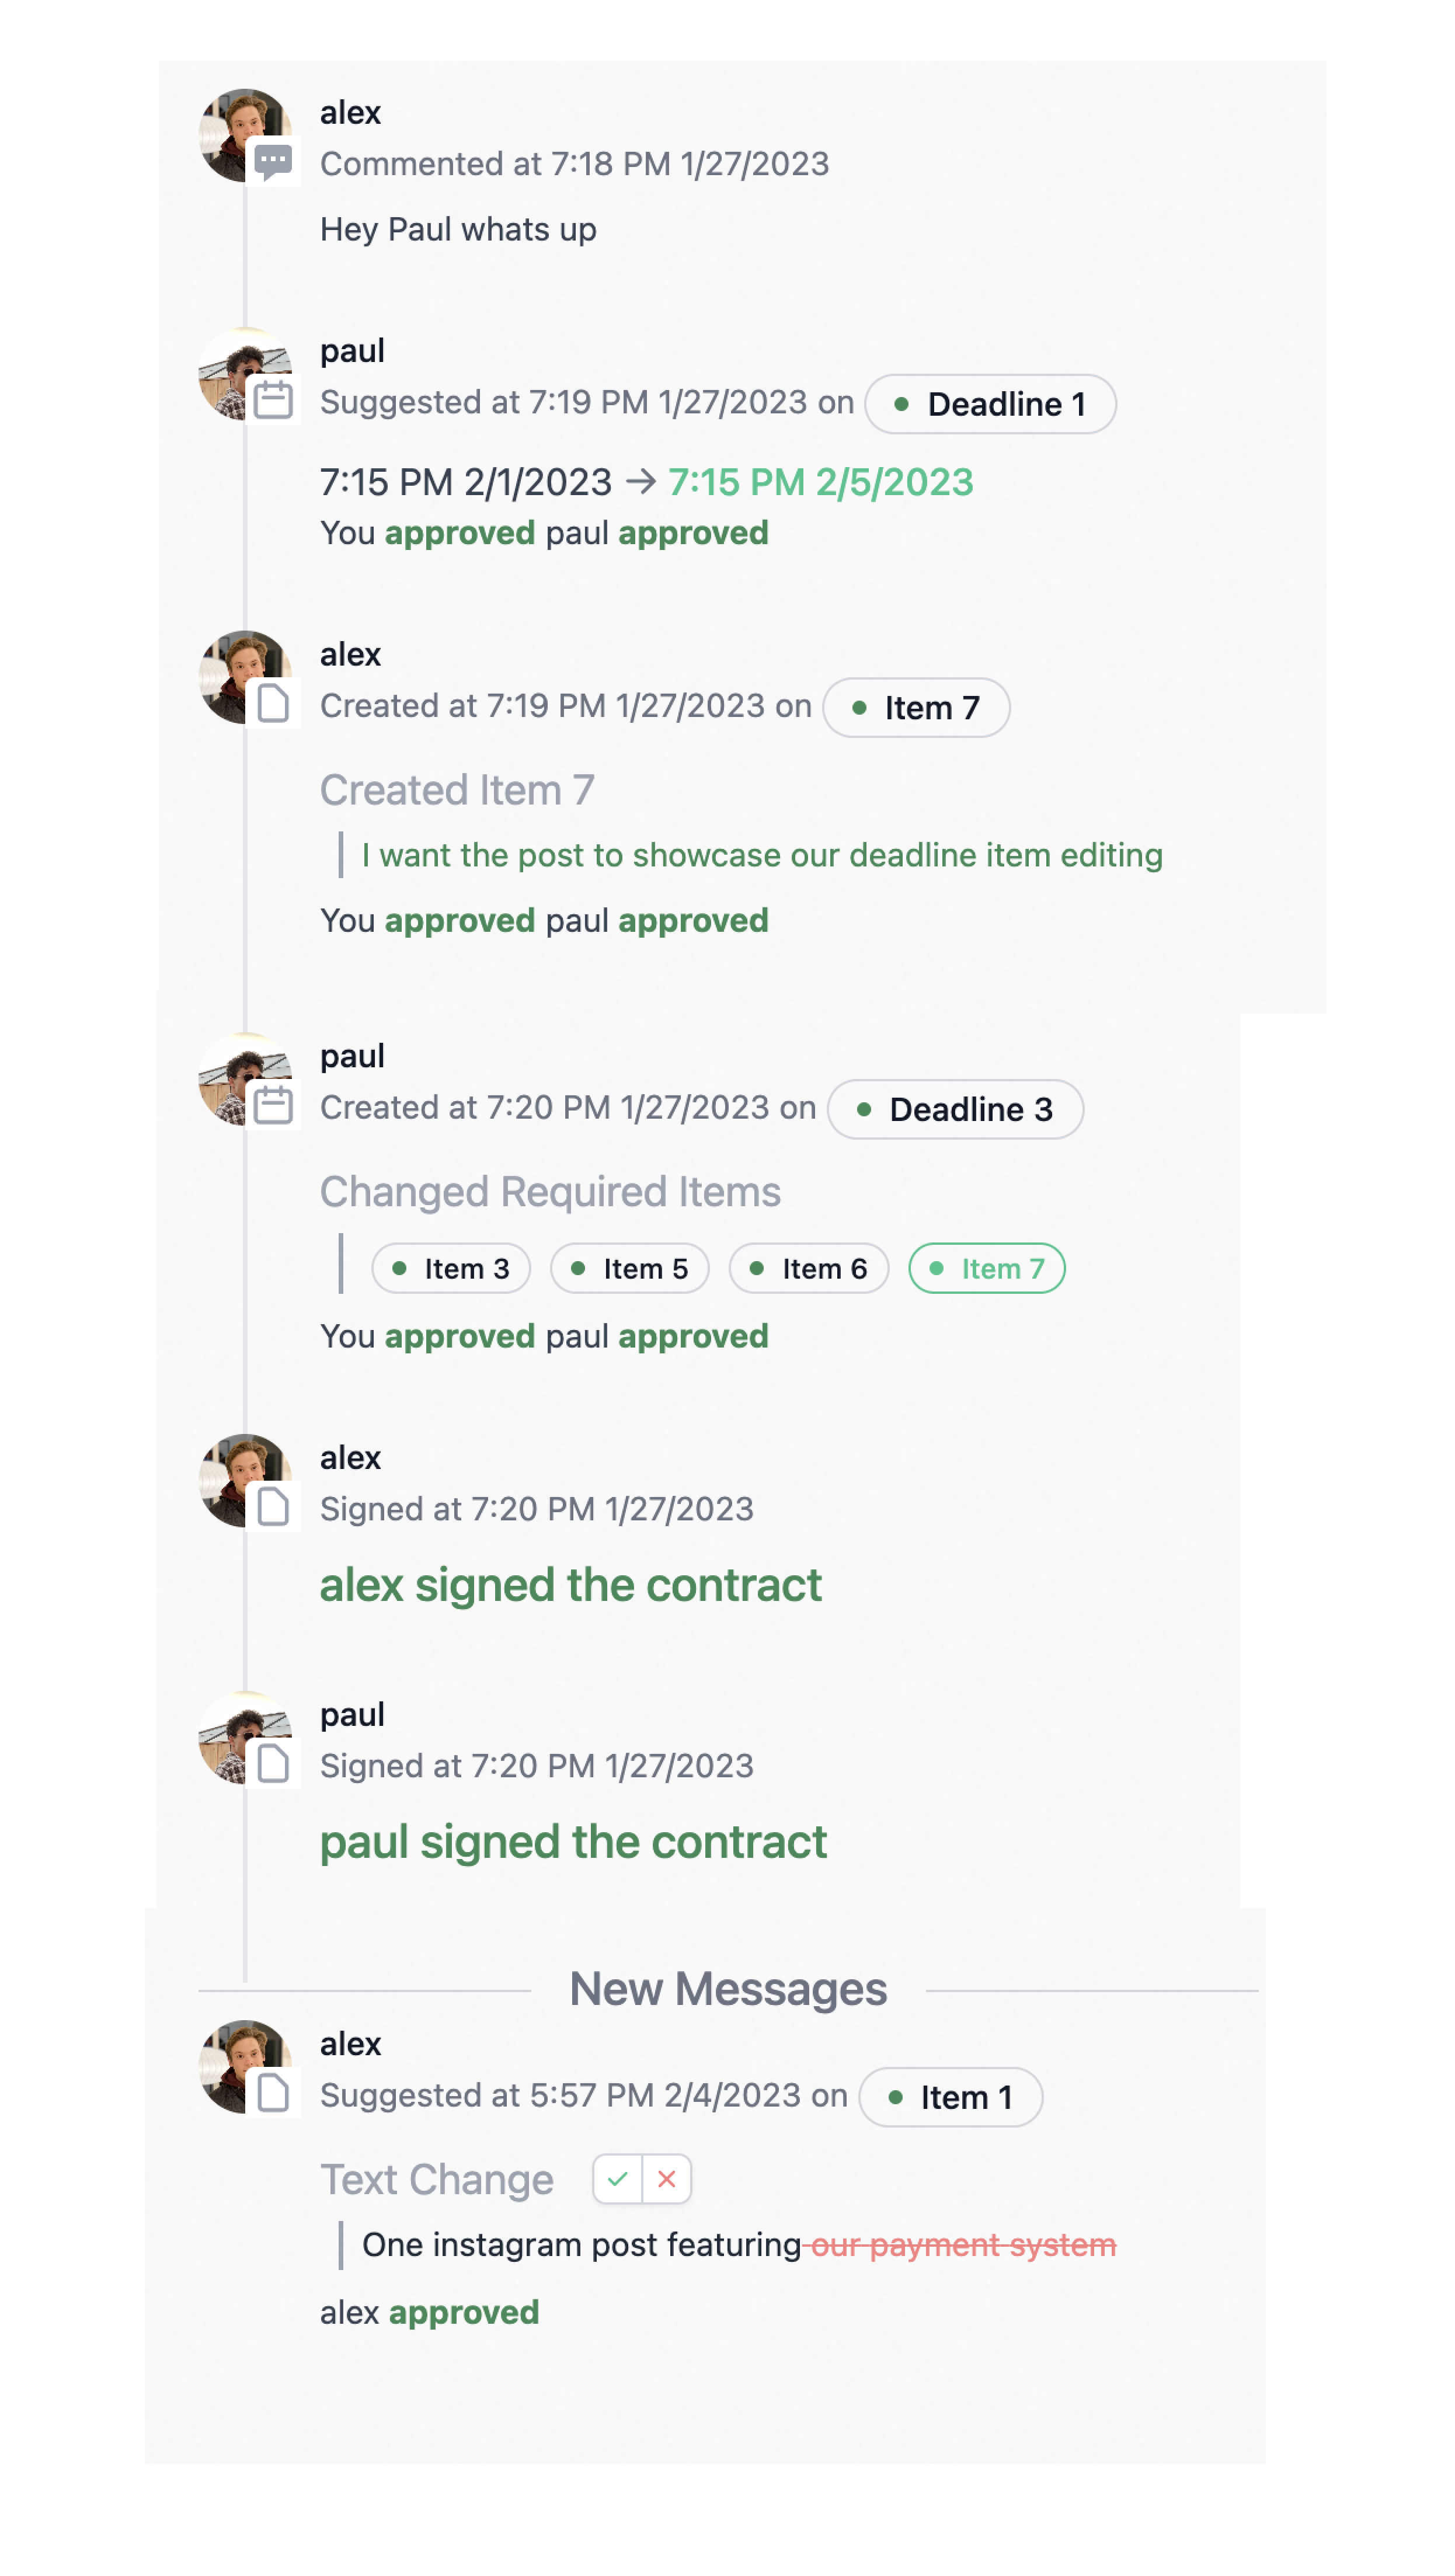 alex
Commented at 7:18 PM 1/27/2023
Hey Paul whats up
paul
Suggested at 7:19 PM 1/27/2023 on Deadline 1
7:15 PM 2/1/2023 → 7:15 PM 2/5/2023
You approved paul approved
alex
Created at 7:19 PM 1/27/2023 on Item 7
Created Item 7
I want the post to showcase our deadline item editing
You approved paul approved
paul
Created at 7:20 PM 1/27/2023 on Deadline 3
Changed Required Items
Item 3 Item 5 Item 6 Item 7
You approved paul approved
alex
Signed at 7:20 PM 1/27/2023
alex signed the contract
paul
Signed at 7:20 PM 1/27/2023
paul signed the contract
New Messages
alex
Suggested at 5:57 PM 2/4/2023 on Item 1
Text Change
One instagram post featuring our payment system
alex approved